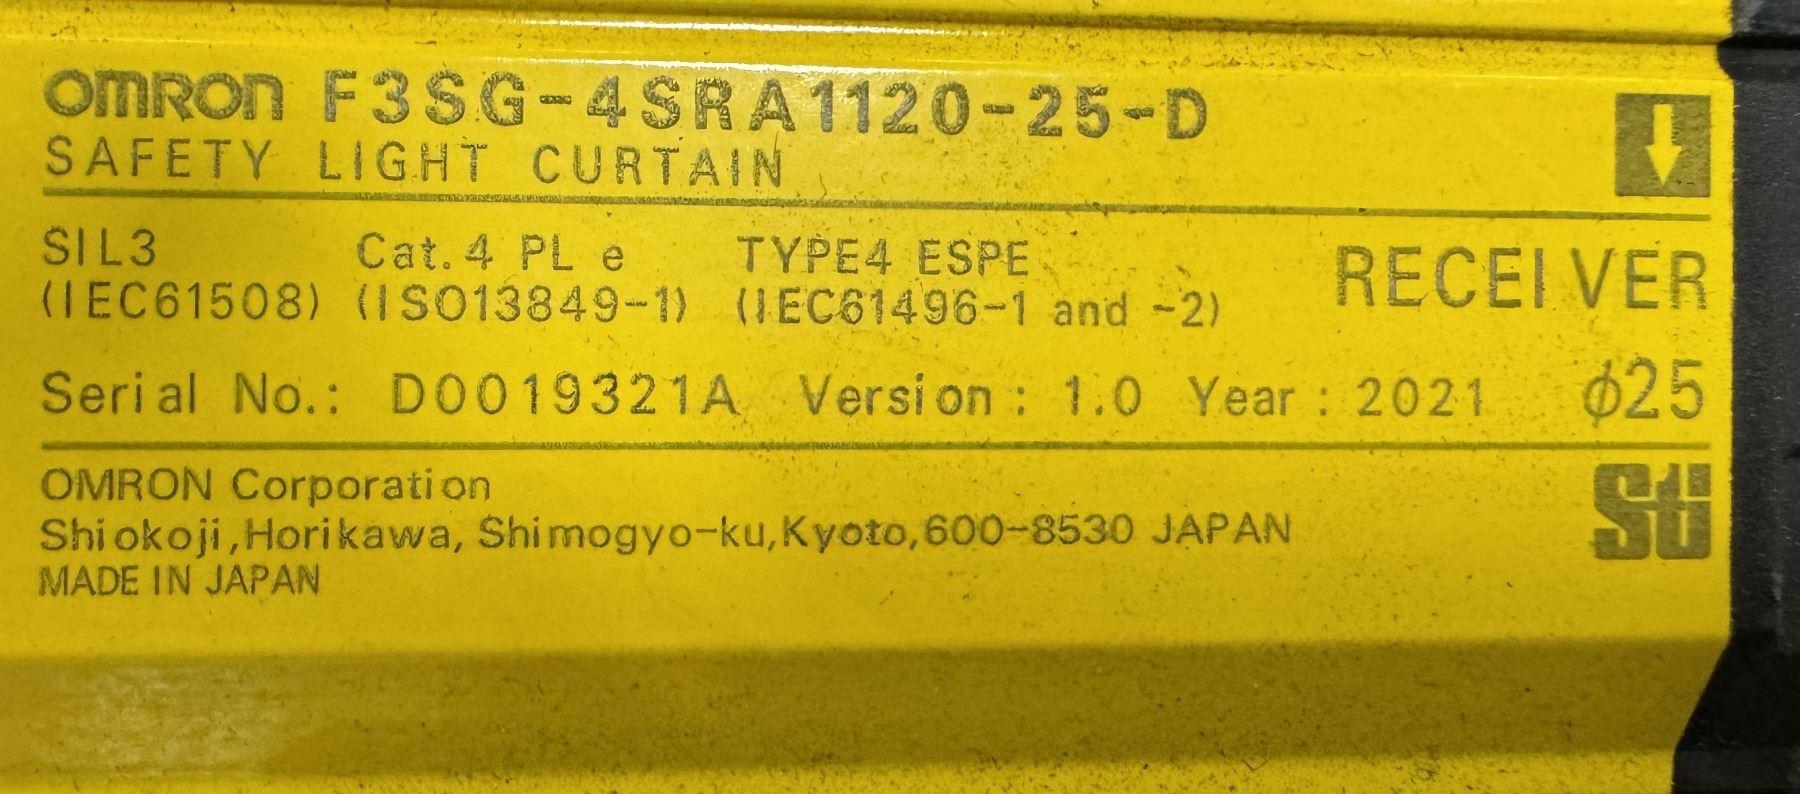 OMRON F3SG-4SRA1120-25-D
SAFETY LIGHT CURTAIN
SIL3 Cat.4 PL e TYPE4 ESPE
(IEC61508) (ISO13849-1) (IEC61496-1 and -2)
RECEIVER
Serial No.: D0019321A Version : 1.0 Year : 2021 ϕ25
OMRON Corporation
Shiokoji,Horikawa, Shimogyo-ku,Kyoto,600-8530 JAPAN
MADE IN JAPAN
Sti